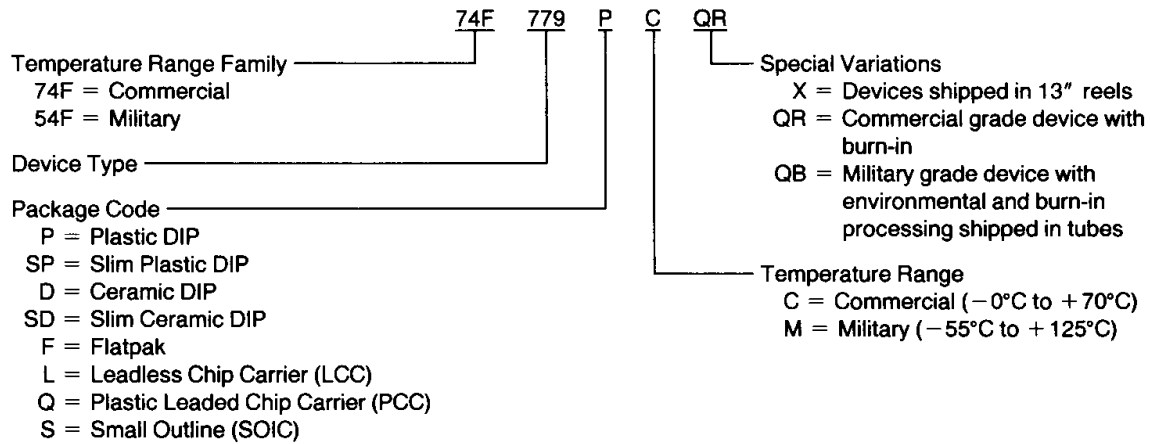 74F 779 P C QR
Temperature Range Family
74F = Commercial
54F = Military
Device Type
Package Code
P = Plastic DIP
SP = Slim Plastic DIP
D = Ceramic DIP
SD = Slim Ceramic DIP
F = Flatpak
L = Leadless Chip Carrier (LCC)
Q = Plastic Leaded Chip Carrier (PCC)
S = Small Outline (SOIC)
Special Variations
X = Devices shipped in 13" reels
QR = Commercial grade device with
burn-in
QB = Military grade device with
environmental and burn-in
processing shipped in tubes
Temperature Range
C = Commercial (−0°C to +70°C)
M = Military (−55°C to +125°C)